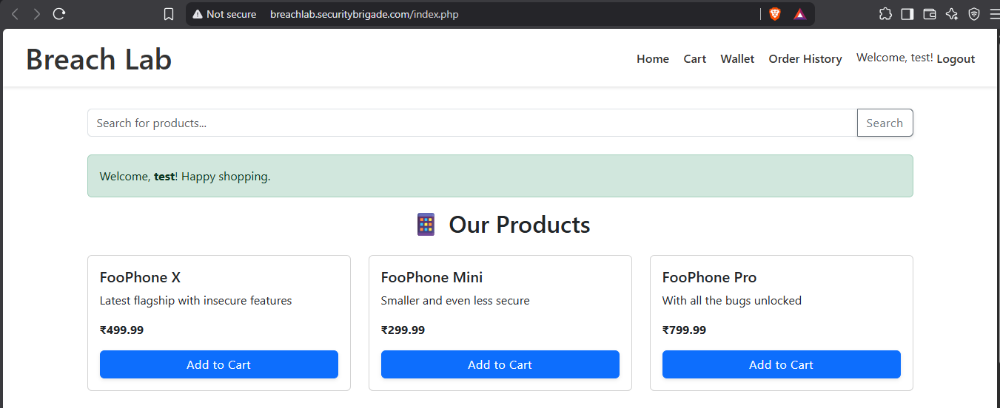 Not secure breachlab.securitybrigade.com/index.php
Breach Lab
Home Cart Wallet Order History Welcome, test! Logout
Search for products... Search
Welcome, test! Happy shopping.
Our Products
FooPhone X
Latest flagship with insecure features
₹499.99
Add to Cart
FooPhone Mini
Smaller and even less secure
₹299.99
Add to Cart
FooPhone Pro
With all the bugs unlocked
₹799.99
Add to Cart